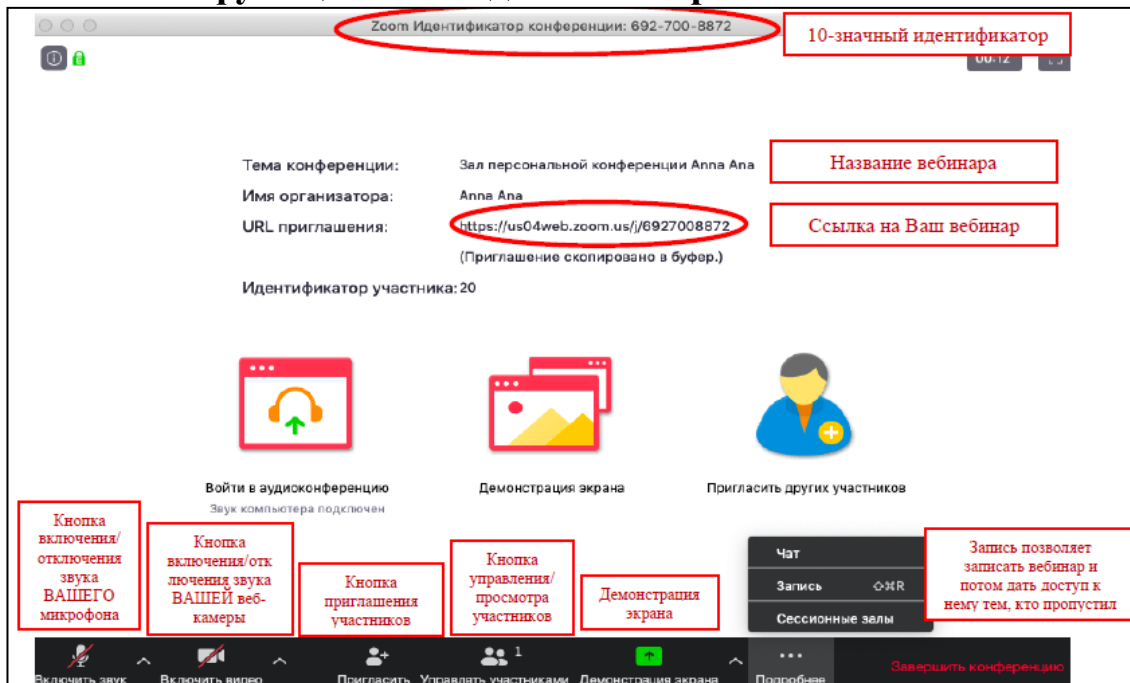 Zoom Идентификатор конференции: 692-700-8872
10-значный идентификатор
00:12
Тема конференции: Зал персональной конференции Anna Ana
Название вебинара
Имя организатора: Anna Ana
URL приглашения: https://us04web.zoom.us/j/6927008872
Ссылка на Ваш вебинар
(Приглашение скопировано в буфер.)
Идентификатор участника: 20
Войти в аудиоконференцию
Звук компьютера подключен
Демонстрация экрана
Пригласить других участников
Кнопка
включения/
отключения
звука
ВАШЕГО
микрофона
Кнопка
включения/отк
лючения звука
ВАШЕЙ веб-
камеры
Кнопка
приглашения
участников
Кнопка
управления/
просмотра
участников
Демонстрация
экрана
Чат
Запись ⇧⌘R
Сессионные залы
Запись позволяет
записать вебинар и
потом дать доступ к
нему тем, кто пропустил
1
Включить звук
Включить видео
Пригласить
Управлять участниками
Демонстрация экрана
Подробнее
Завершить конференцию